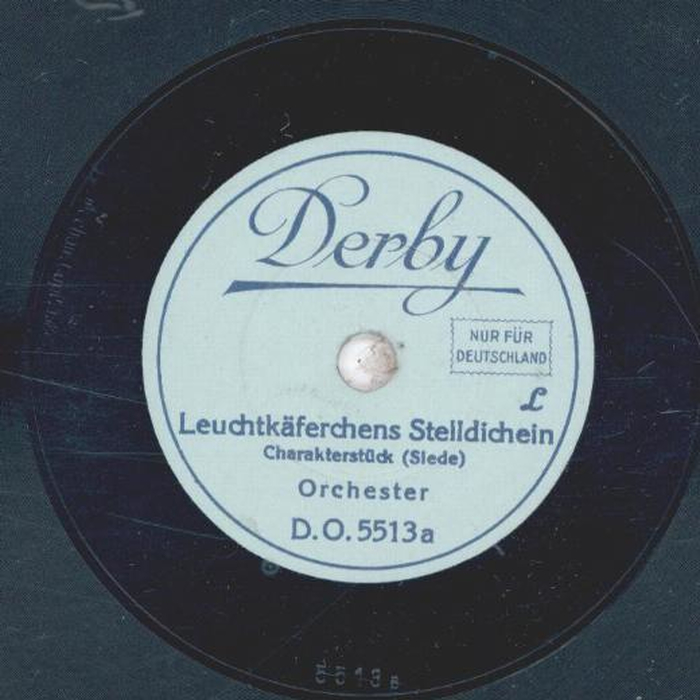 Derby
NUR FÜR
DEUTSCHLAND
L
Leuchtkäferchens Stelldichein
Charakterstück (Siede)
Orchester
D.O. 5513a